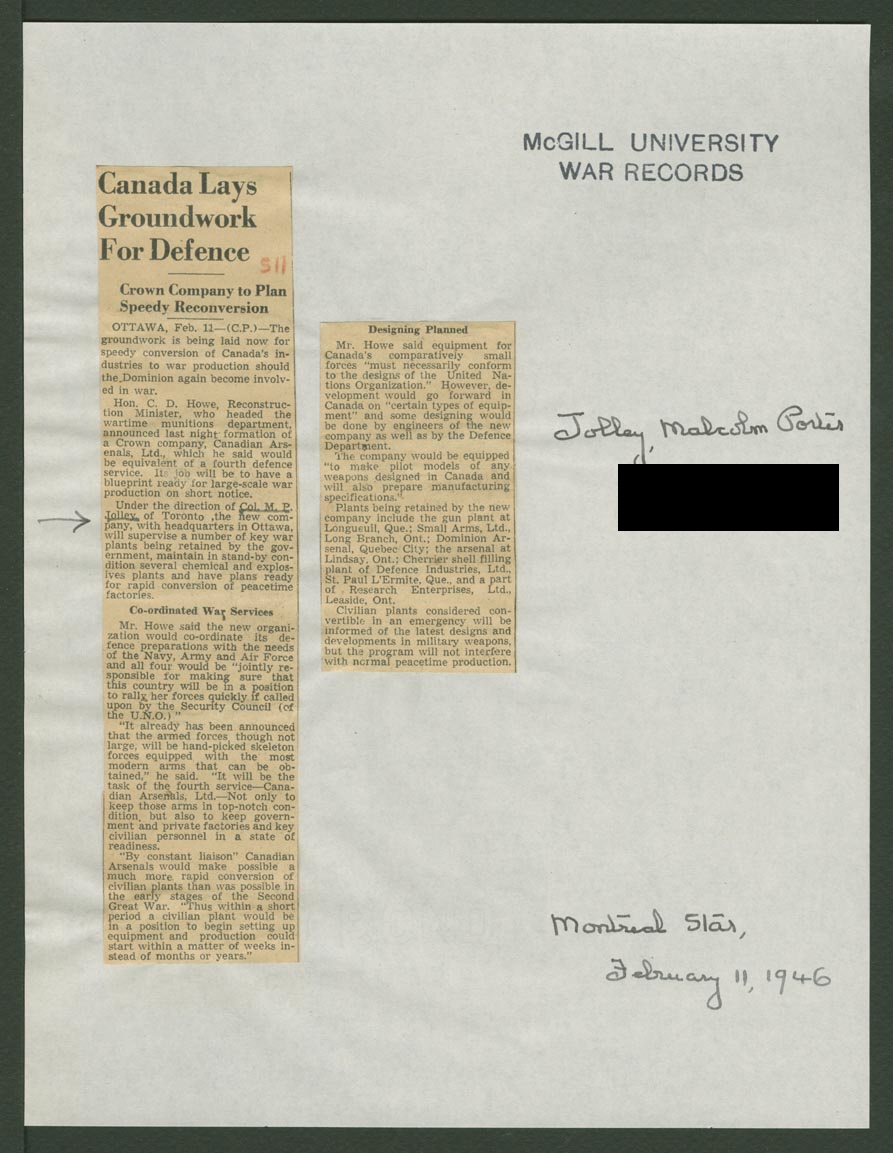 McGILL UNIVERSITY
WAR RECORDS
Canada Lays
Groundwork
For Defence
511
Crown Company to Plan
Speedy Reconversion
OTTAWA, Feb. 11—(C.P.)—The
groundwork is being laid now for
speedy conversion of Canada's in-
dustries to war production should
the Dominion again become involv-
ed in war.
Hon. C. D. Howe, Reconstruc-
tion Minister, who headed the
wartime munitions department,
announced last night formation of
a Crown company, Canadian Ars-
enals, Ltd., which he said would
be equivalent of a fourth defence
service. Its job will be to have a
blueprint ready for large-scale war
production on short notice.
Under the direction of Col. M. P.
Jolley, of Toronto ,the new com-
pany, with headquarters in Ottawa,
will supervise a number of key war
plants being retained by the gov-
ernment, maintain in stand-by con-
dition several chemical and explos-
ives plants and have plans ready
for rapid conversion of peacetime
factories.
Co-ordinated War Services
Mr. Howe said the new organi-
zation would co-ordinate its de-
fence preparations with the needs
of the Navy, Army and Air Force
and all four would be "jointly re-
sponsible for making sure that
this country will be in a position
to rally her forces quickly if called
upon by the Security Council (of
the U.N.O.) "
"It already has been announced
that the armed forces, though not
large, will be hand-picked skeleton
forces equipped with the most
modern arms that can be ob-
tained," he said. "It will be the
task of the fourth service—Cana-
dian Arsenals, Ltd.—Not only to
keep those arms in top-notch con-
dition, but also to keep govern-
ment and private factories and key
civilian personnel in a state of
readiness.
"By constant liaison" Canadian
Arsenals would make possible a
much more rapid conversion of
civilian plants than was possible in
the early stages of the Second
Great War. "Thus within a short
period a civilian plant would be
in a position to begin setting up
equipment and production could
start within a matter of weeks in-
stead of months or years."
Designing Planned
Mr. Howe said equipment for
Canada's comparatively small
forces "must necessarily conform
to the designs of the United Na-
tions Organization." However, de-
velopment would go forward in
Canada on "certain types of equip-
ment" and some designing would
be done by engineers of the new
company as well as by the Defence
Department.
The company would be equipped
"to make pilot models of any
weapons designed in Canada and
will also prepare manufacturing
specifications."
Plants being retained by the new
company include the gun plant at
Longueuil, Que.; Small Arms, Ltd.,
Long Branch, Ont.; Dominion Ar-
senal, Quebec City; the arsenal at
Lindsay, Ont.; Cherrier shell filling
plant of Defence Industries, Ltd.,
St. Paul L'Ermite, Que., and a part
of Research Enterprises, Ltd.,
Leaside, Ont.
Civilian plants considered con-
vertible in an emergency will be
informed of the latest designs and
developments in military weapons,
but the program will not interfere
with normal peacetime production.
Jolley, Malcolm Porter
Montreal Star,
February 11, 1946